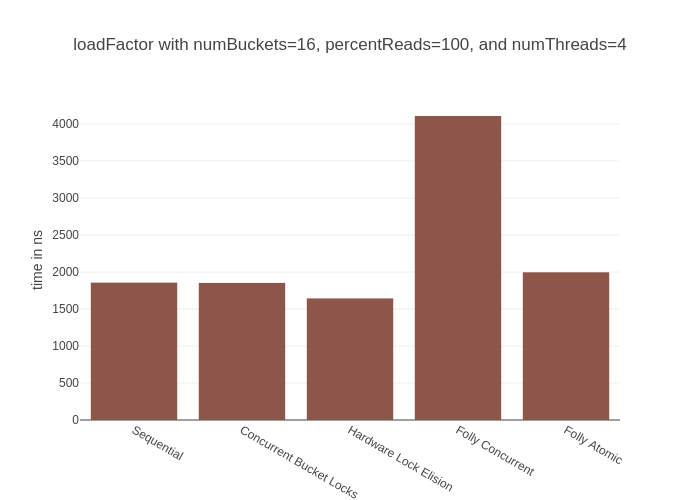 loadFactor with numBuckets=16, percentReads=100, and numThreads=4
time in ns
4000
3500
3000
2500
2000
1500
1000
500
0
Sequential
Concurrent Bucket Locks
Hardware Lock Elision
Folly Concurrent
Folly Atomic